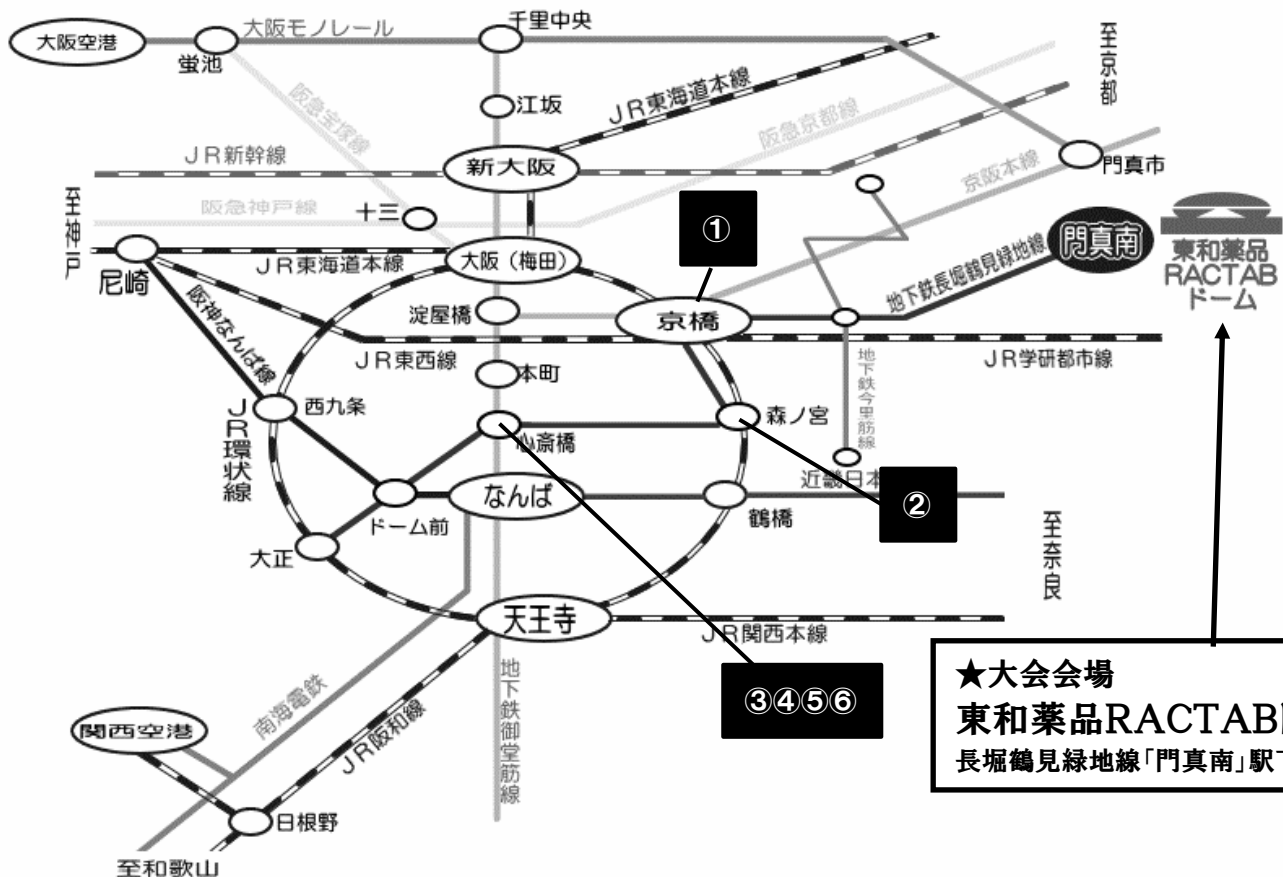 大阪空港
蛍池
大阪モノレール
千里中央
至京都
江坂
阪急宝塚線
JR東海道本線
阪急京都線
JR新幹線
新大阪
京阪本線
門真市
至神戸
阪急神戸線
十三
①
門真南
東和薬品
RACTAB
ドーム
尼崎
JR東海道本線
大阪(梅田)
地下鉄長堀鶴見緑地線
阪神なんば線
淀屋橋
京橋
JR東西線
JR学研都市線
本町
地下鉄今里筋線
西九条
JR環状線
心斎橋
森ノ宮
近畿日本
②
なんば
鶴橋
ドーム前
大正
至奈良
天王寺
JR関西本線
③④⑤⑥
★大会会場
東和薬品RACTAB
長堀鶴見緑地線「門真南」駅
南海電鉄
JR阪和線
地下鉄御堂筋線
関西空港
日根野
至和歌山